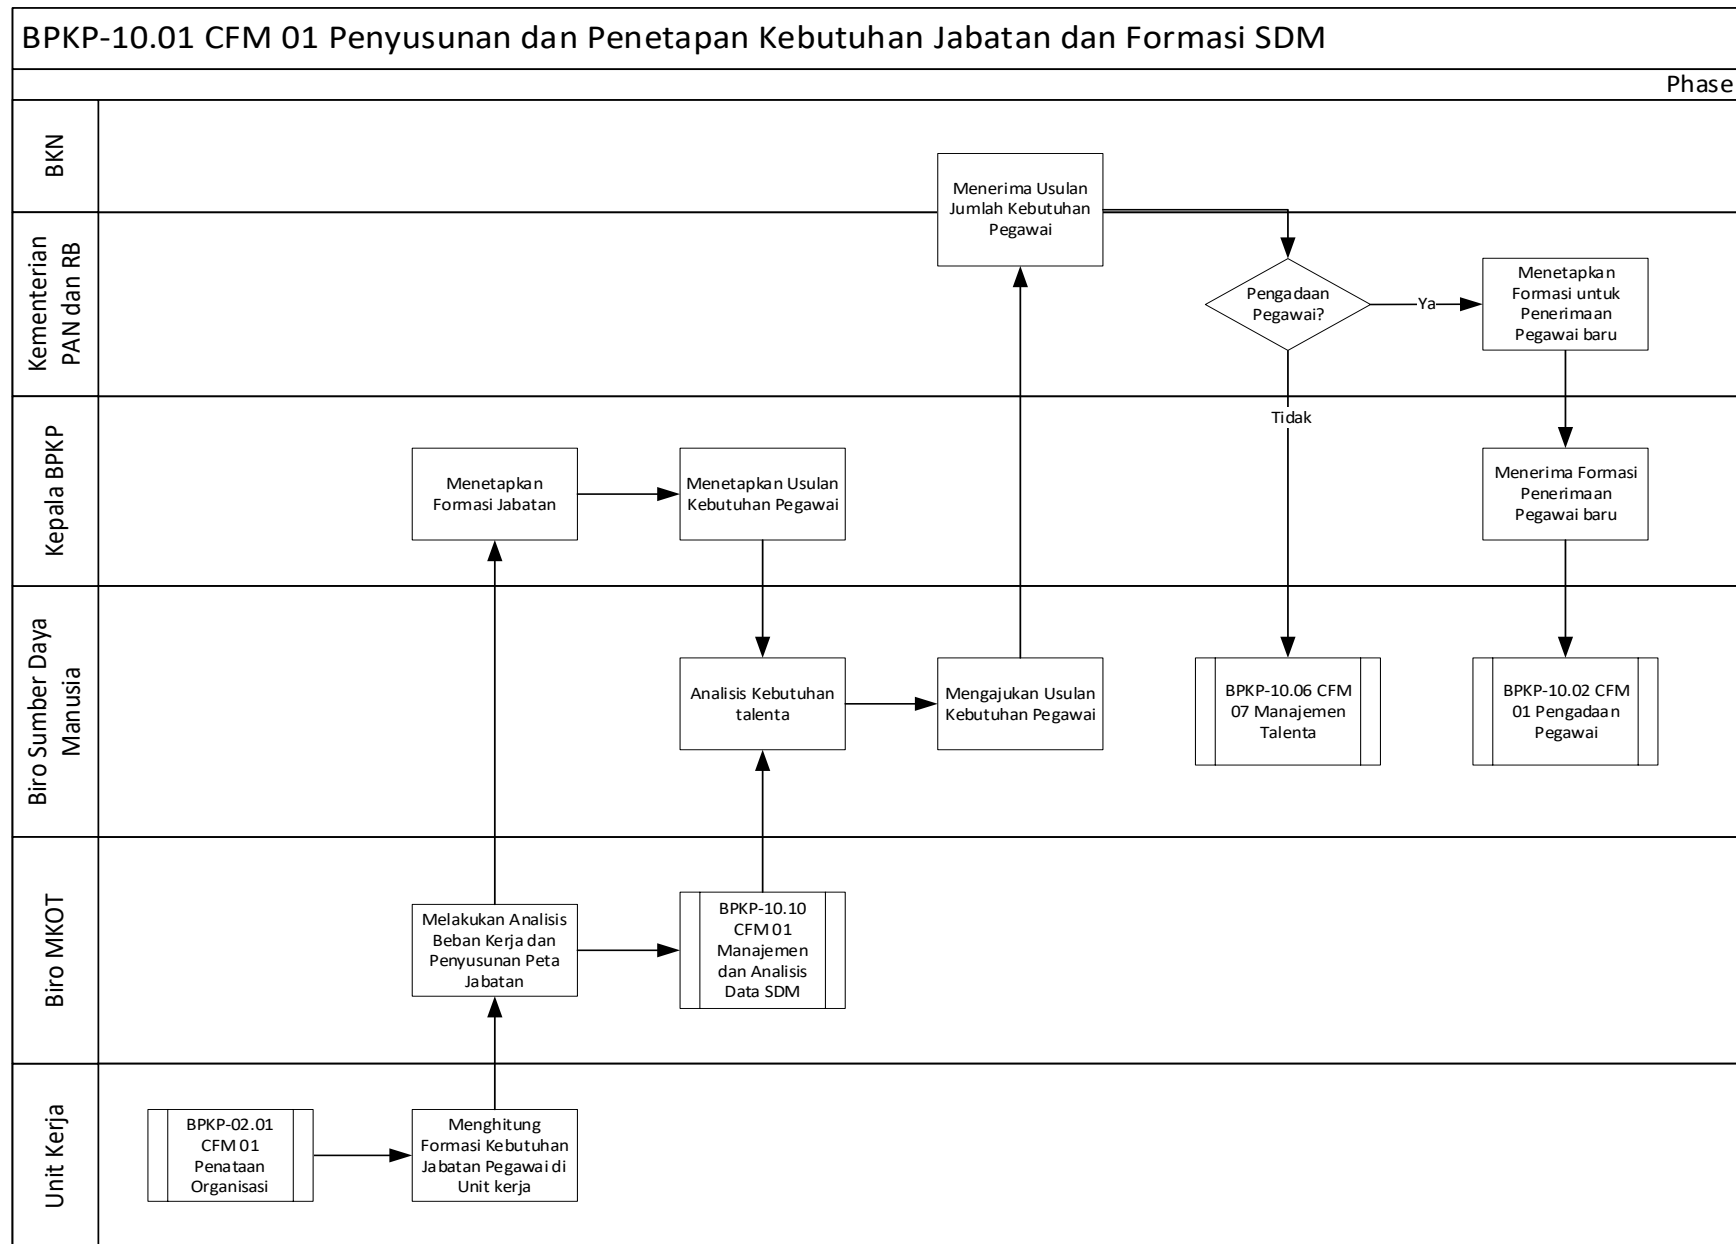 BPKP-10.01 CFM 01 Penyusunan dan Penetapan Kebutuhan Jabatan dan Formasi SDM
Phase
BKN
Menerima Usulan
Jumlah Kebutuhan
Pegawai
Kementerian
PAN dan RB
Pengadaan
Pegawai?
Ya
Menetapkan
Formasi untuk
Penerimaan
Pegawai baru
Kepala BPKP
Menetapkan
Formasi Jabatan
Menetapkan Usulan
Kebutuhan Pegawai
Tidak
Menerima Formasi
Penerimaan
Pegawai baru
Biro Sumber Daya
Manusia
Analisis Kebutuhan
talenta
Mengajukan Usulan
Kebutuhan Pegawai
BPKP-10.06 CFM
07 Manajemen
Talenta
BPKP-10.02 CFM
01 Pengadaan
Pegawai
Biro MKOT
Melakukan Analisis
Beban Kerja dan
Penyusunan Peta
Jabatan
BPKP-10.10
CFM 01
Manajemen
dan Analisis
Data SDM
Unit Kerja
BPKP-02.01
CFM 01
Penataan
Organisasi
Menghitung
Formasi Kebutuhan
Jabatan Pegawai di
Unit kerja